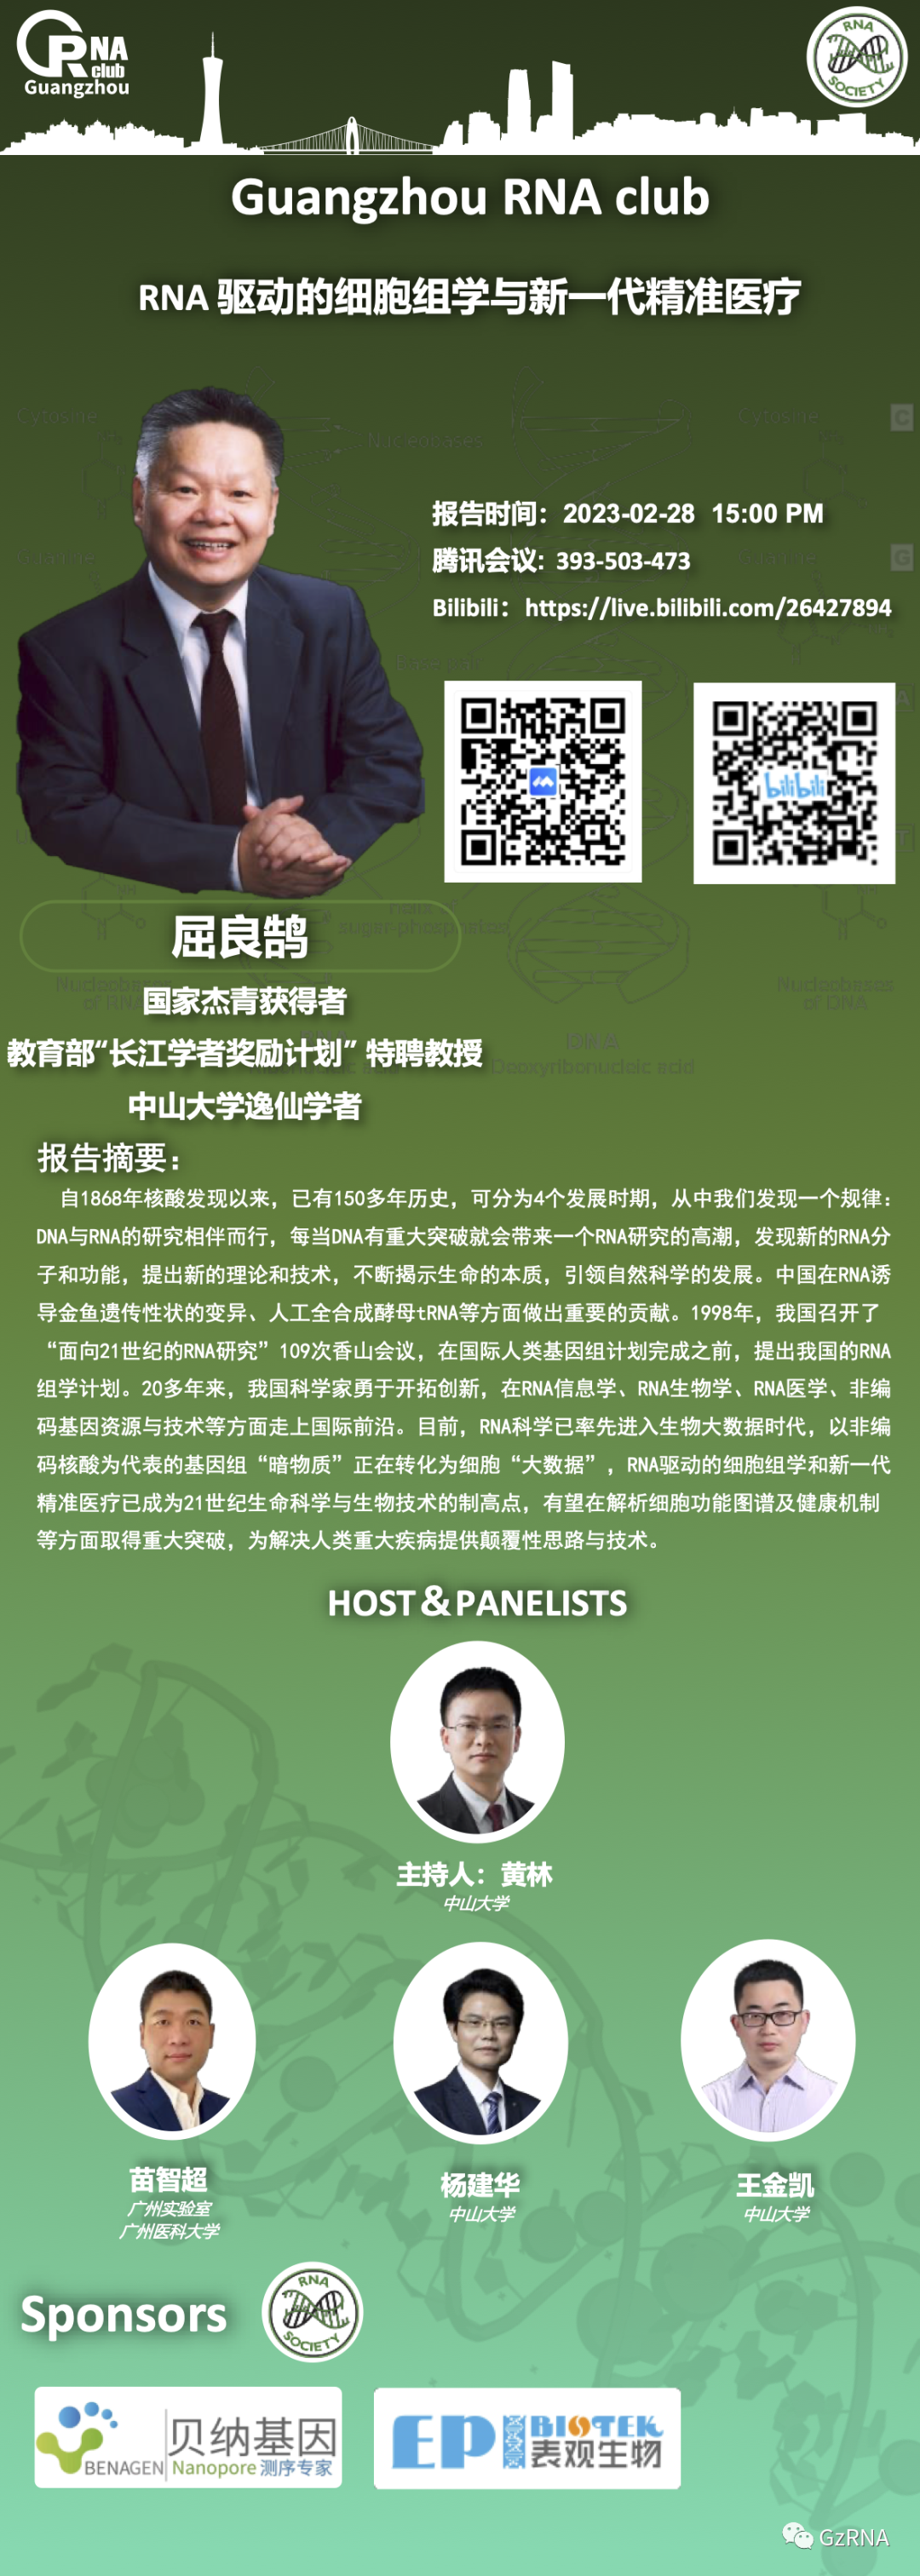 RNA
club
Guangzhou
RNA
SOCIETY
Guangzhou RNA club
RNA 驱动的细胞组学与新一代精准医疗
Cytosine
Nucleobases
Cytosine
C
报告时间：2023-02-28 15:00 PM
Guanine
腾讯会议: 393-503-473
Guanine
G
Bilibili： https://live.bilibili.com/26427894
Base pair
A
bilibili
T
屈良鹄
sugar-phosphates
Nucleobases
of RNA
Nucleobases
of DNA
国家杰青获得者
DNA
教育部“长江学者奖励计划” 特聘教授
Deoxyribonucleic acid
中山大学逸仙学者
报告摘要：
自1868年核酸发现以来，已有150多年历史，可分为4个发展时期，从中我们发现一个规律：
DNA与RNA的研究相伴而行，每当DNA有重大突破就会带来一个RNA研究的高潮，发现新的RNA分
子和功能，提出新的理论和技术，不断揭示生命的本质，引领自然科学的发展。中国在RNA诱
导金鱼遗传性状的变异、人工全合成酵母tRNA等方面做出重要的贡献。1998年，我国召开了
“面向21世纪的RNA研究”109次香山会议，在国际人类基因组计划完成之前，提出我国的RNA
组学计划。20多年来，我国科学家勇于开拓创新，在RNA信息学、RNA生物学、RNA医学、非编
码基因资源与技术等方面走上国际前沿。目前，RNA科学已率先进入生物大数据时代，以非编
码核酸为代表的基因组“暗物质”正在转化为细胞“大数据”，RNA驱动的细胞组学和新一代
精准医疗已成为21世纪生命科学与生物技术的制高点，有望在解析细胞功能图谱及健康机制
等方面取得重大突破，为解决人类重大疾病提供颠覆性思路与技术。
HOST＆PANELISTS
主持人：黄林
中山大学
苗智超
广州实验室
广州医科大学
杨建华
中山大学
王金凯
中山大学
Sponsors
RNA
SOCIETY
BENAGEN
贝纳基因
Nanopore 测序专家
EP
BIOTEK
表观生物
GzRNA